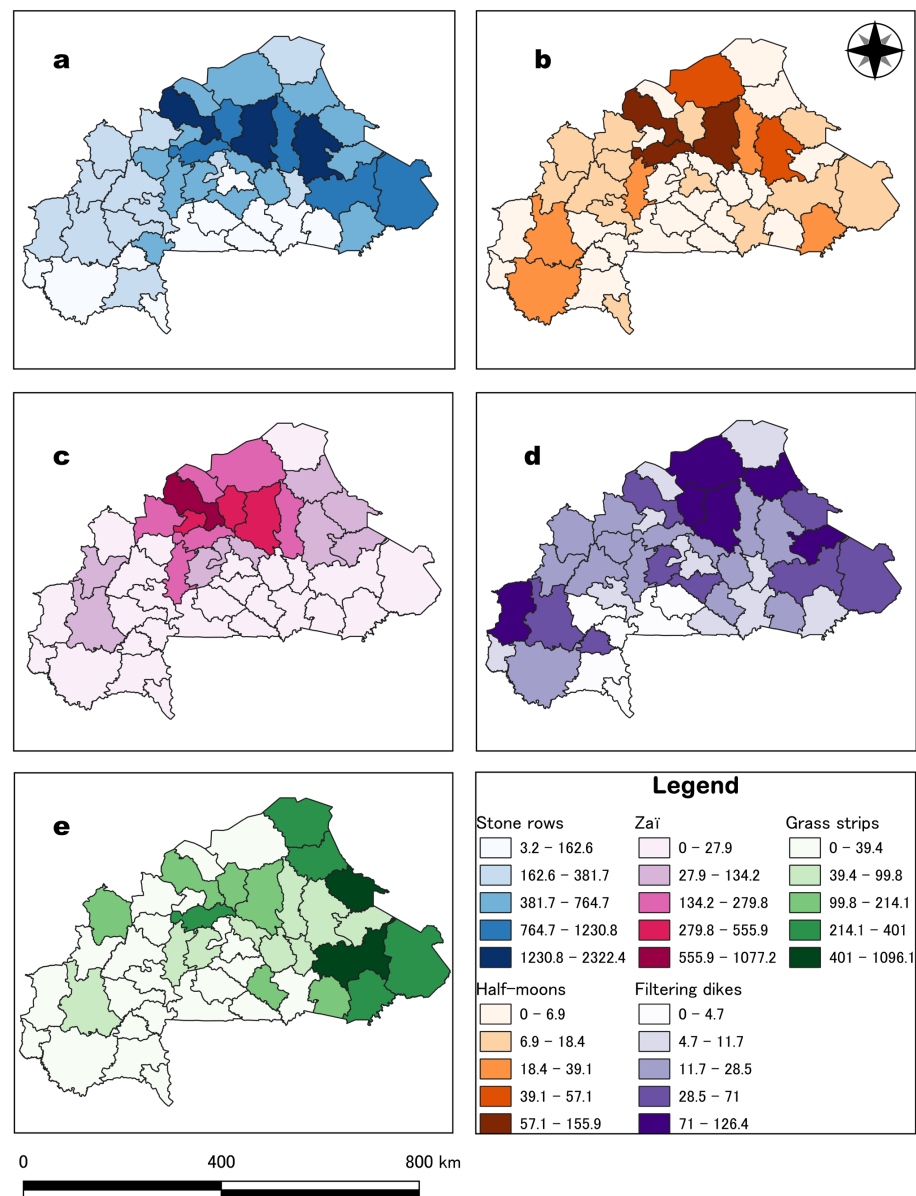 a
b
c
d
e
Legend
Stone rows
3.2 – 162.6
162.6 – 381.7
381.7 – 764.7
764.7 – 1230.8
1230.8 – 2322.4
Zaï
0 – 27.9
27.9 – 134.2
134.2 – 279.8
279.8 – 555.9
555.9 – 1077.2
Grass strips
0 – 39.4
39.4 – 99.8
99.8 – 214.1
214.1 – 401
401 – 1096.1
Half-moons
0 – 6.9
6.9 – 18.4
18.4 – 39.1
39.1 – 57.1
57.1 – 155.9
Filtering dikes
0 – 4.7
4.7 – 11.7
11.7 – 28.5
28.5 – 71
71 – 126.4
0 400 800 km